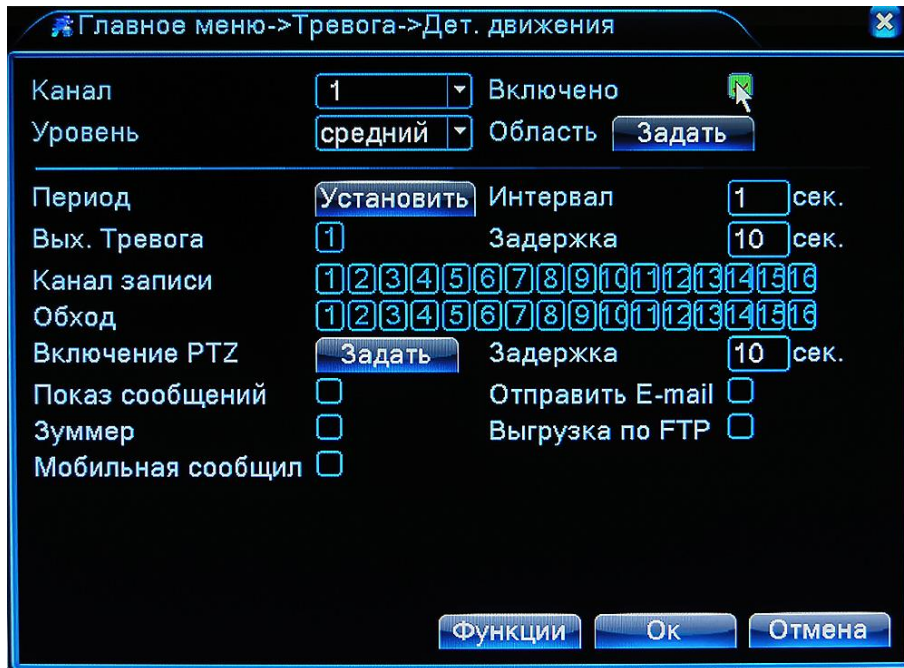 Главное меню->Тревога->Дет. движения
Канал 1 Включено
Уровень средний Область Задать
Период Установить Интервал 1 сек.
Вых. Тревога 1 Задержка 10 сек.
Канал записи 1 2 3 4 5 6 7 8 9 10 11 12 13 14 15 16
Обход 1 2 3 4 5 6 7 8 9 10 11 12 13 14 15 16
Включение PTZ Задать Задержка 10 сек.
Показ сообщений Отправить E-mail
Зуммер Выгрузка по FTP
Мобильная сообщил
Функции Ок Отмена